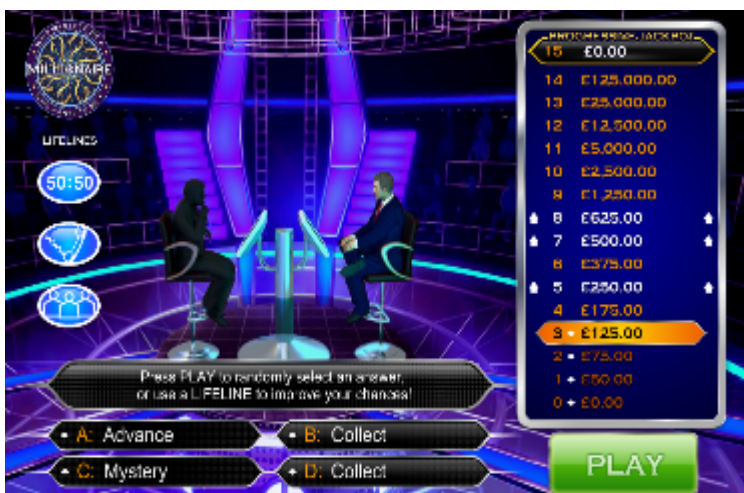 MILLIONAIRE
LIFELINES
50:50
PROGRESSIVE JACKPOT
15 £0.00
14 £125,000.00
13 £25,000.00
12 £12,500.00
11 £5,000.00
10 £2,500.00
9 £1,250.00
8 £625.00
7 £500.00
6 £375.00
5 £250.00
4 £175.00
3 £125.00
2 £75.00
1 £50.00
0 £0.00
Press PLAY to randomly select an answer,
or use a LIFELINE to improve your chances!
A: Advance
B: Collect
C: Mystery
D: Collect
PLAY